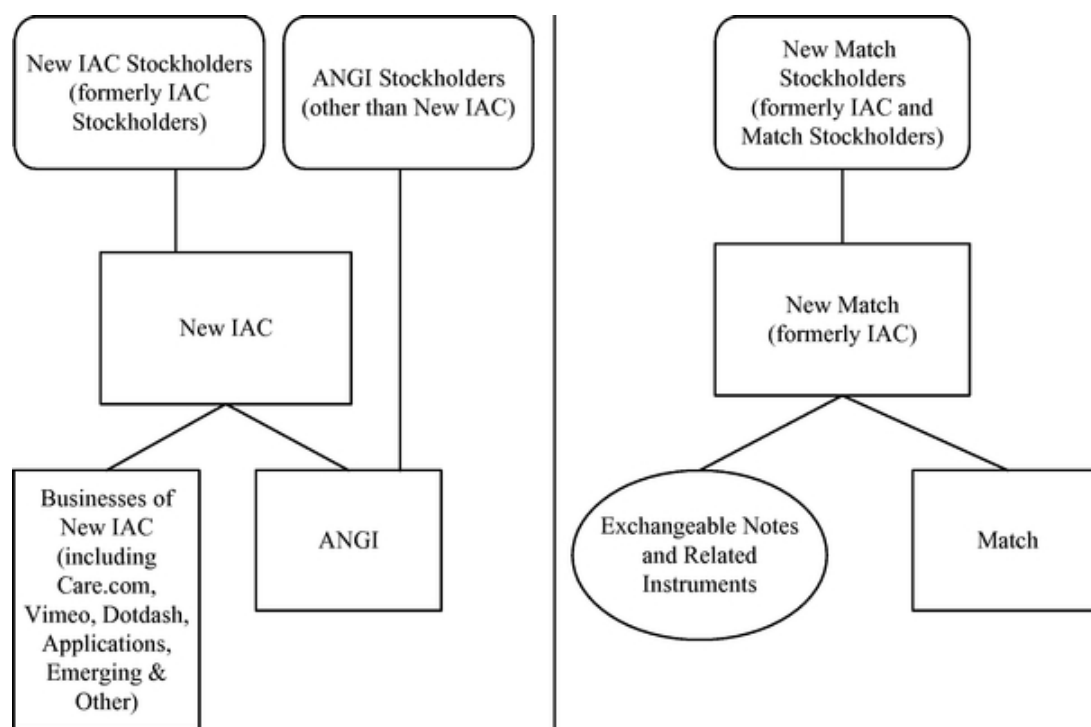 New IAC Stockholders
(formerly IAC
Stockholders)
ANGI Stockholders
(other than New IAC)
New IAC
Businesses of
New IAC
(including
Care.com,
Vimeo, Dotdash,
Applications,
Emerging &
Other)
ANGI
New Match
Stockholders
(formerly IAC and
Match Stockholders)
New Match
(formerly IAC)
Exchangeable Notes
and Related
Instruments
Match